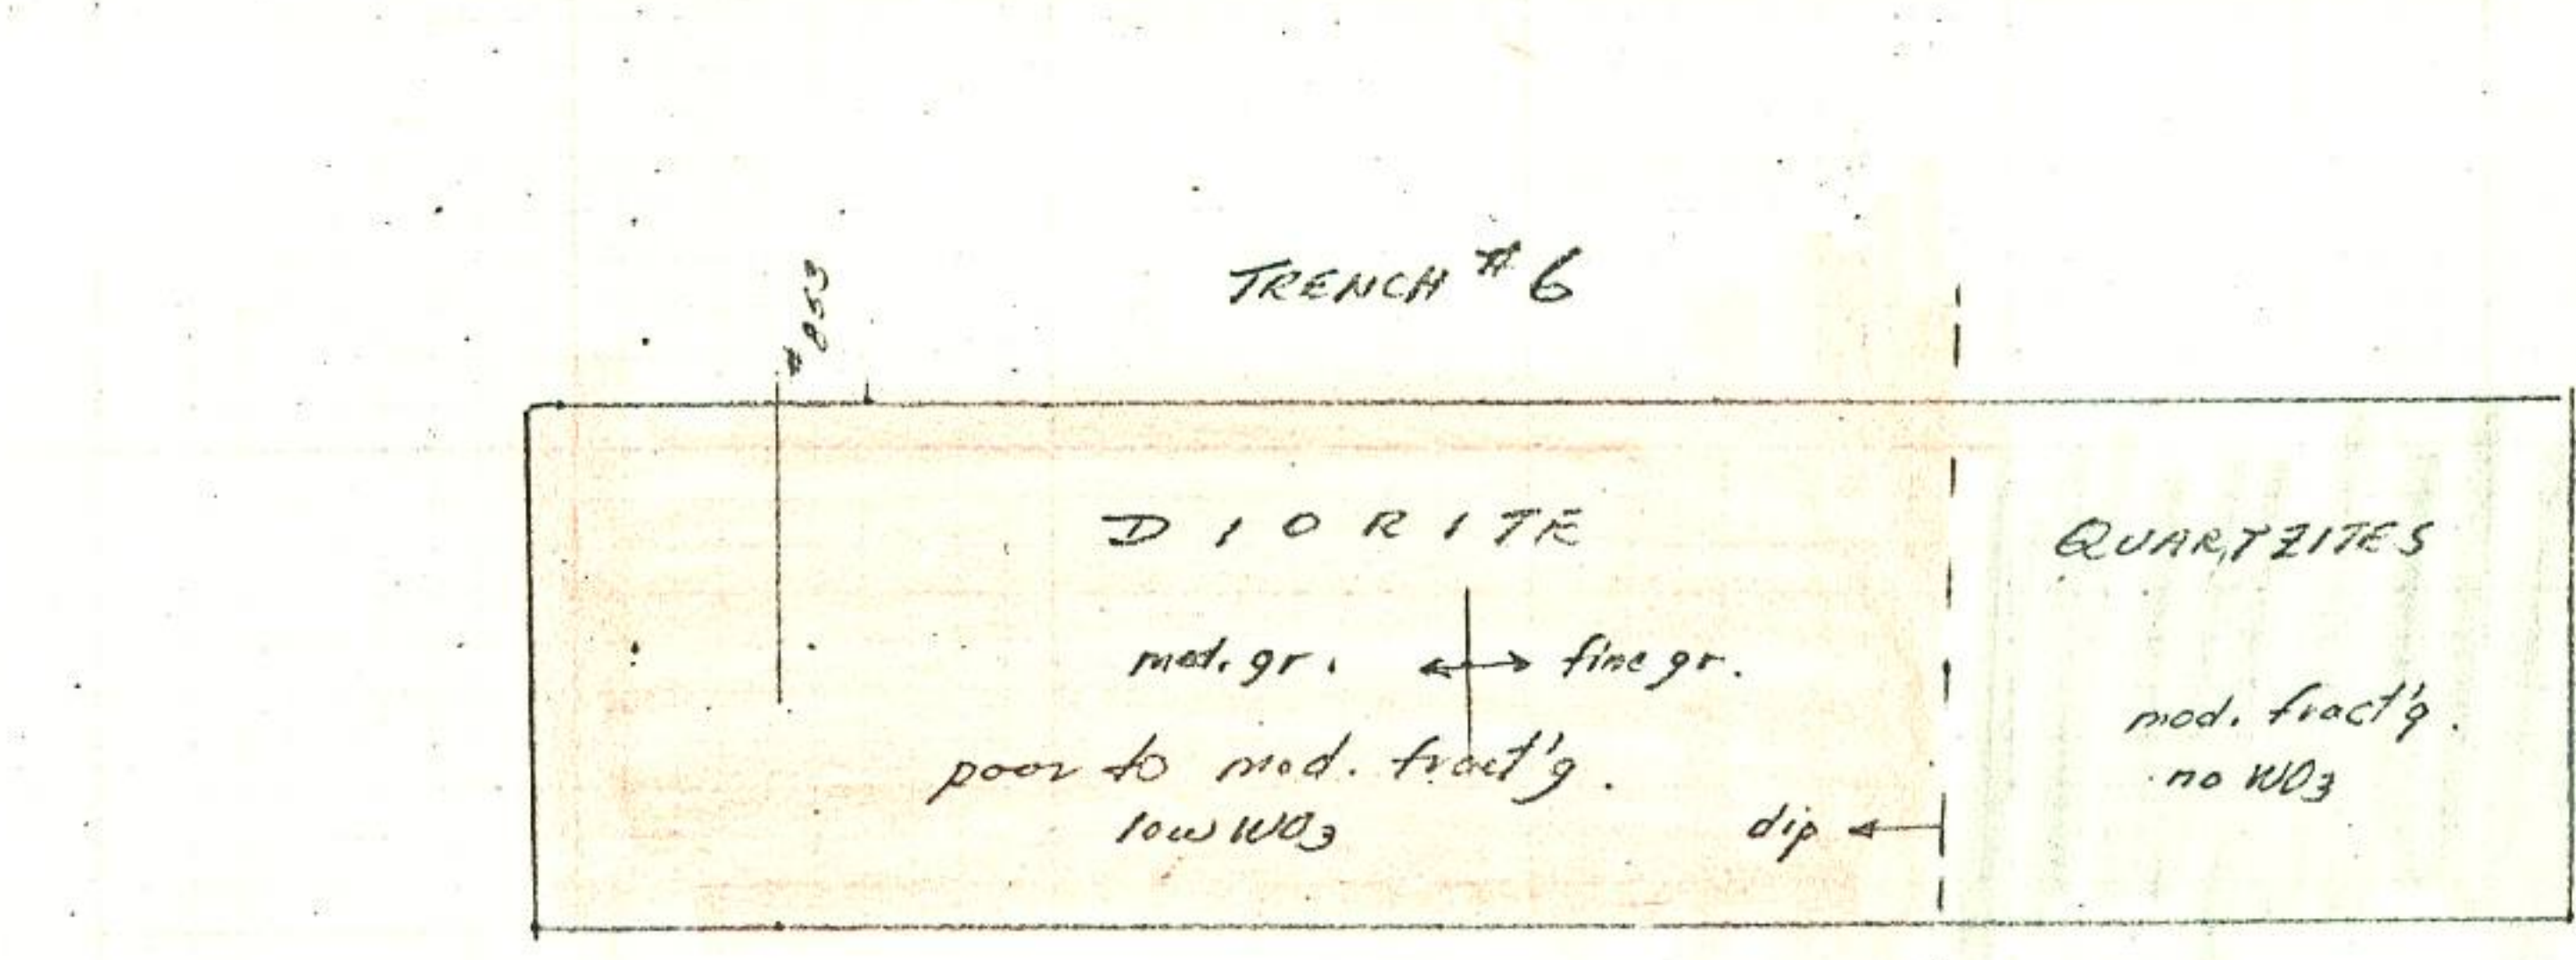 TRENCH # 6
# 853
DIORITE
QUARTZITES
med. gr. ←→ fine gr.
poor to mod. fract'g.
low WO3
mod. fract'g.
no WO3
dip ←